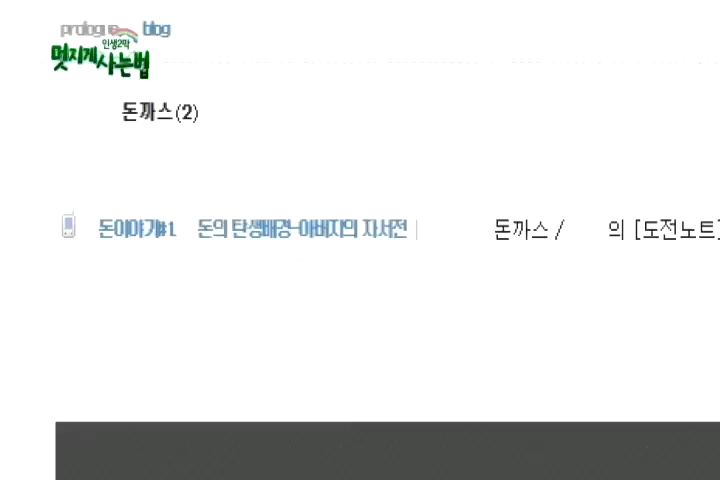 prologue blog
인생2막
멋지게사는법
돈까스(2)
돈이야기#1 돈의 탄생배경-아버지의 자서전 | 돈까스 / 의 [도전노트]